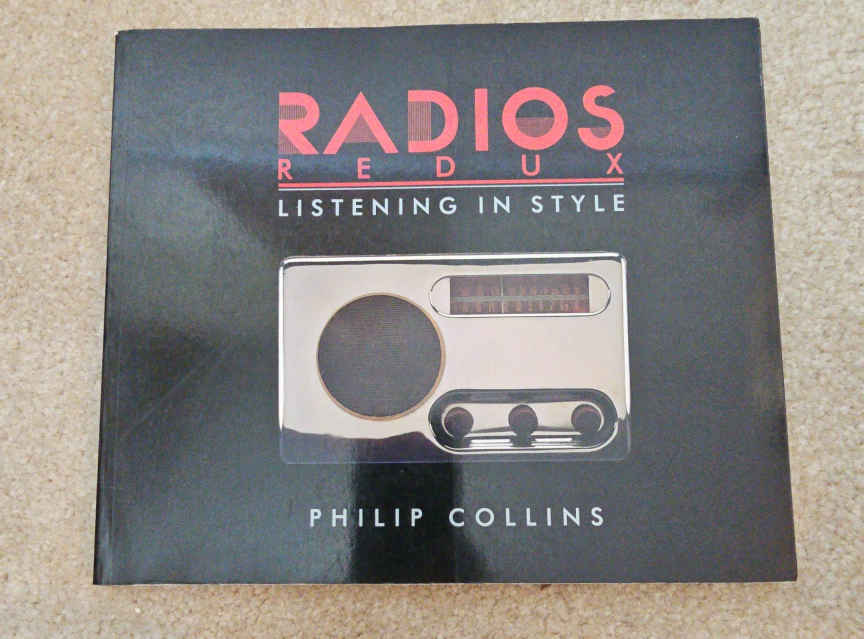 RADIOS
REDUX
LISTENING IN STYLE
PHILIP COLLINS